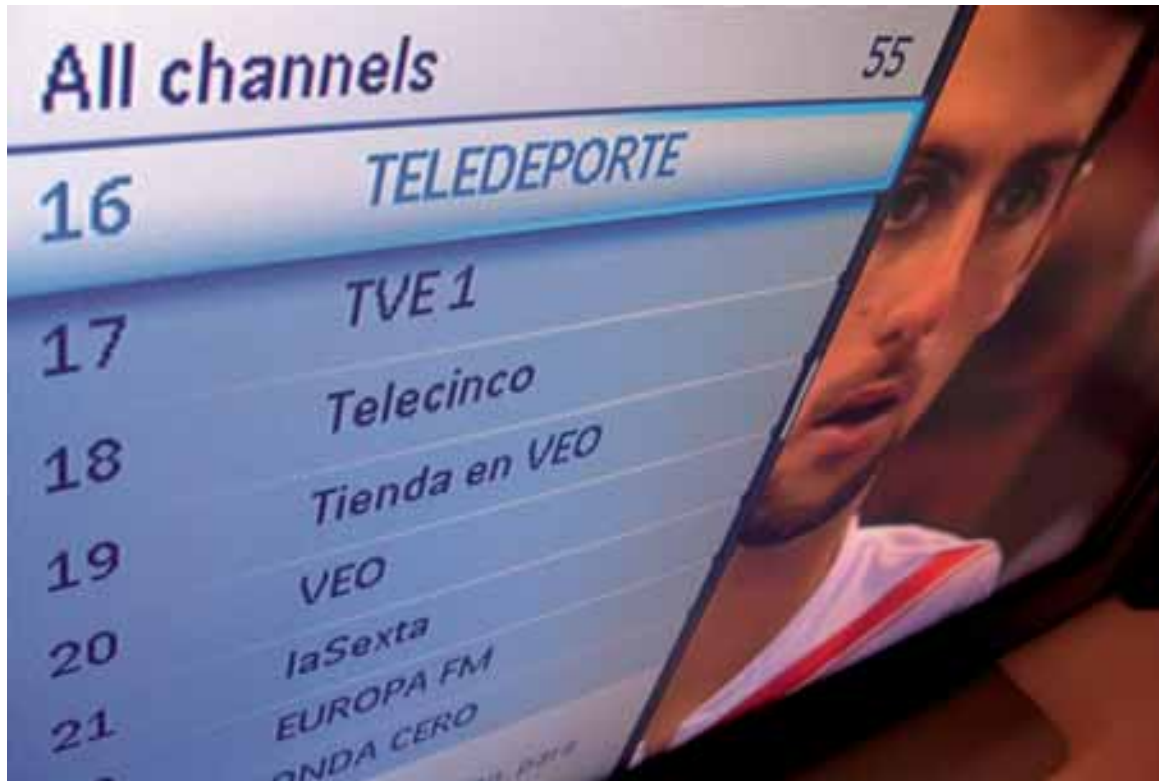 All channels 55
16 TELEDEPORTE
17 TVE 1
18 Telecinco
19 Tienda en VEO
20 VEO
21 laSexta
EUROPA FM
ONDA CERO
para